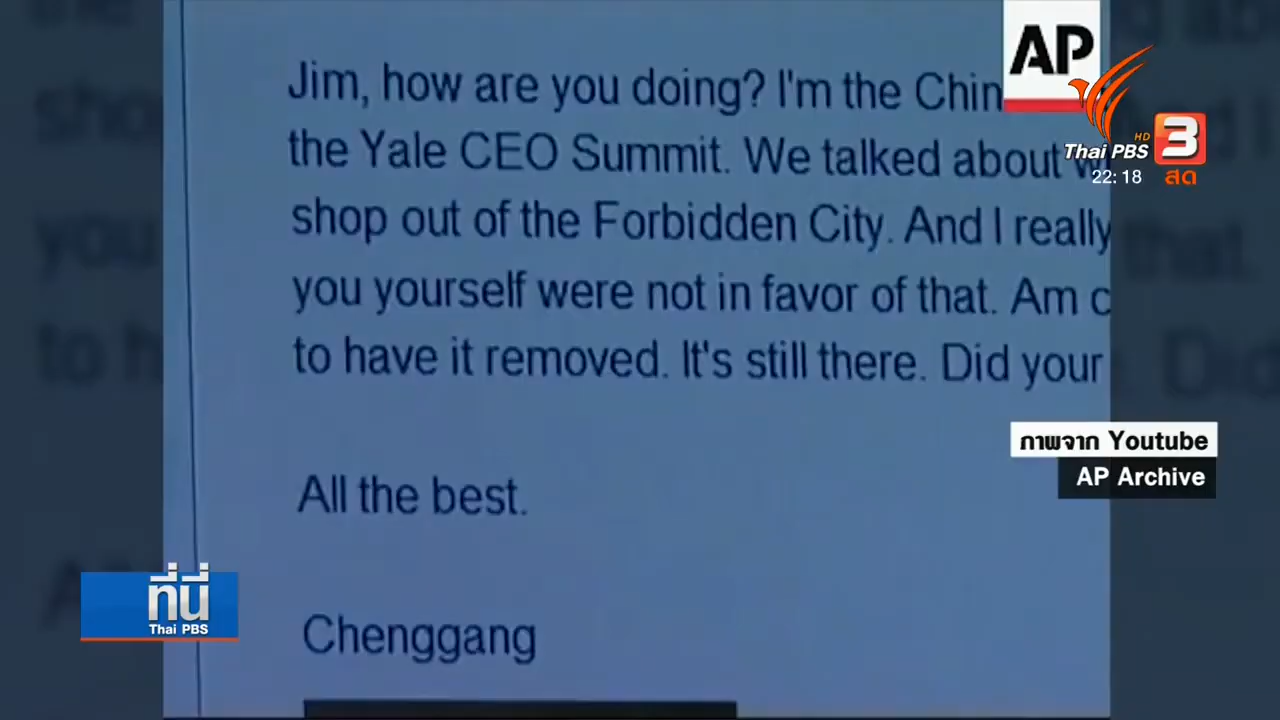 Jim, how are you doing? I'm the Chin
the Yale CEO Summit. We talked about
shop out of the Forbidden City. And I really
you yourself were not in favor of that. Am
to have it removed. It's still there. Did your
All the best.
Chenggang
AP
HD
Thai PBS 3
22:18 สด
ภาพจาก Youtube
AP Archive
ที่นี่
Thai PBS